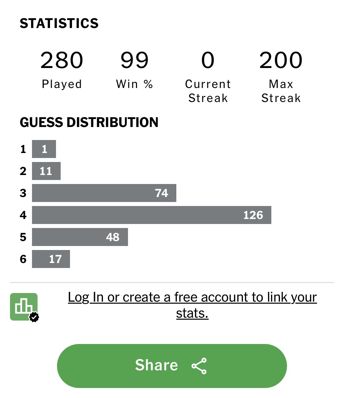 STATISTICS
280 99 0 200
Played Win % Current Streak Max Streak
GUESS DISTRIBUTION
1 1
2 11
3 74
4 126
5 48
6 17
Log In or create a free account to link your
stats.
Share